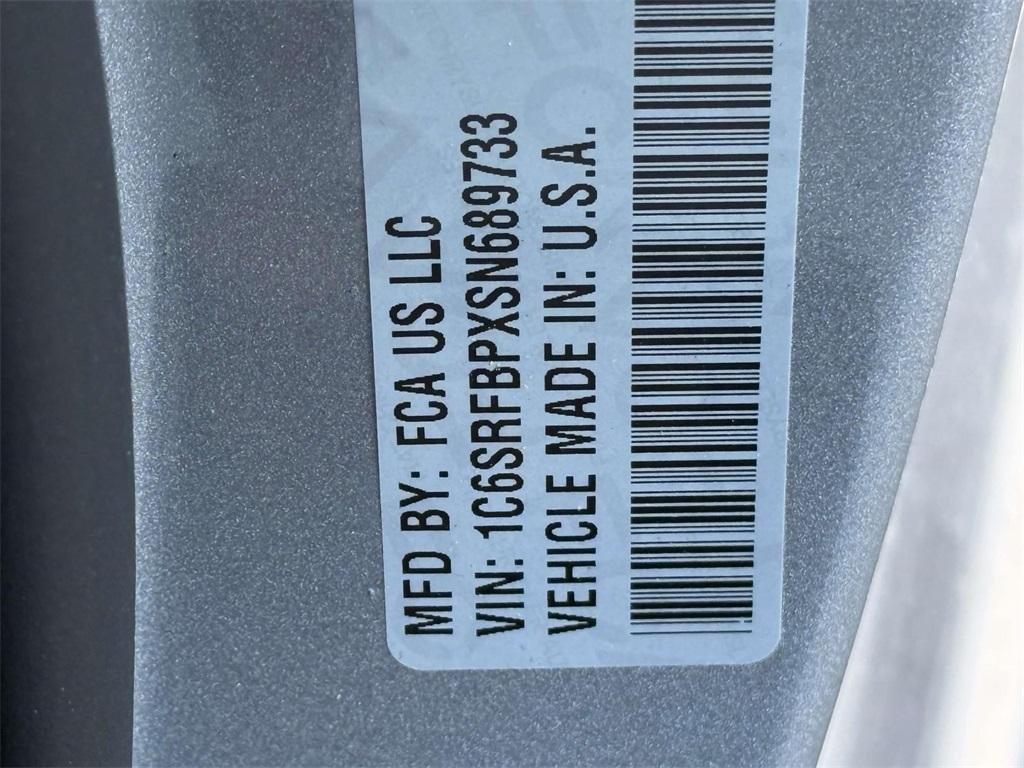 MFD BY: FCA US LLC
VIN: 1C6SRFBPXSN689733
VEHICLE MADE IN: U.S.A.